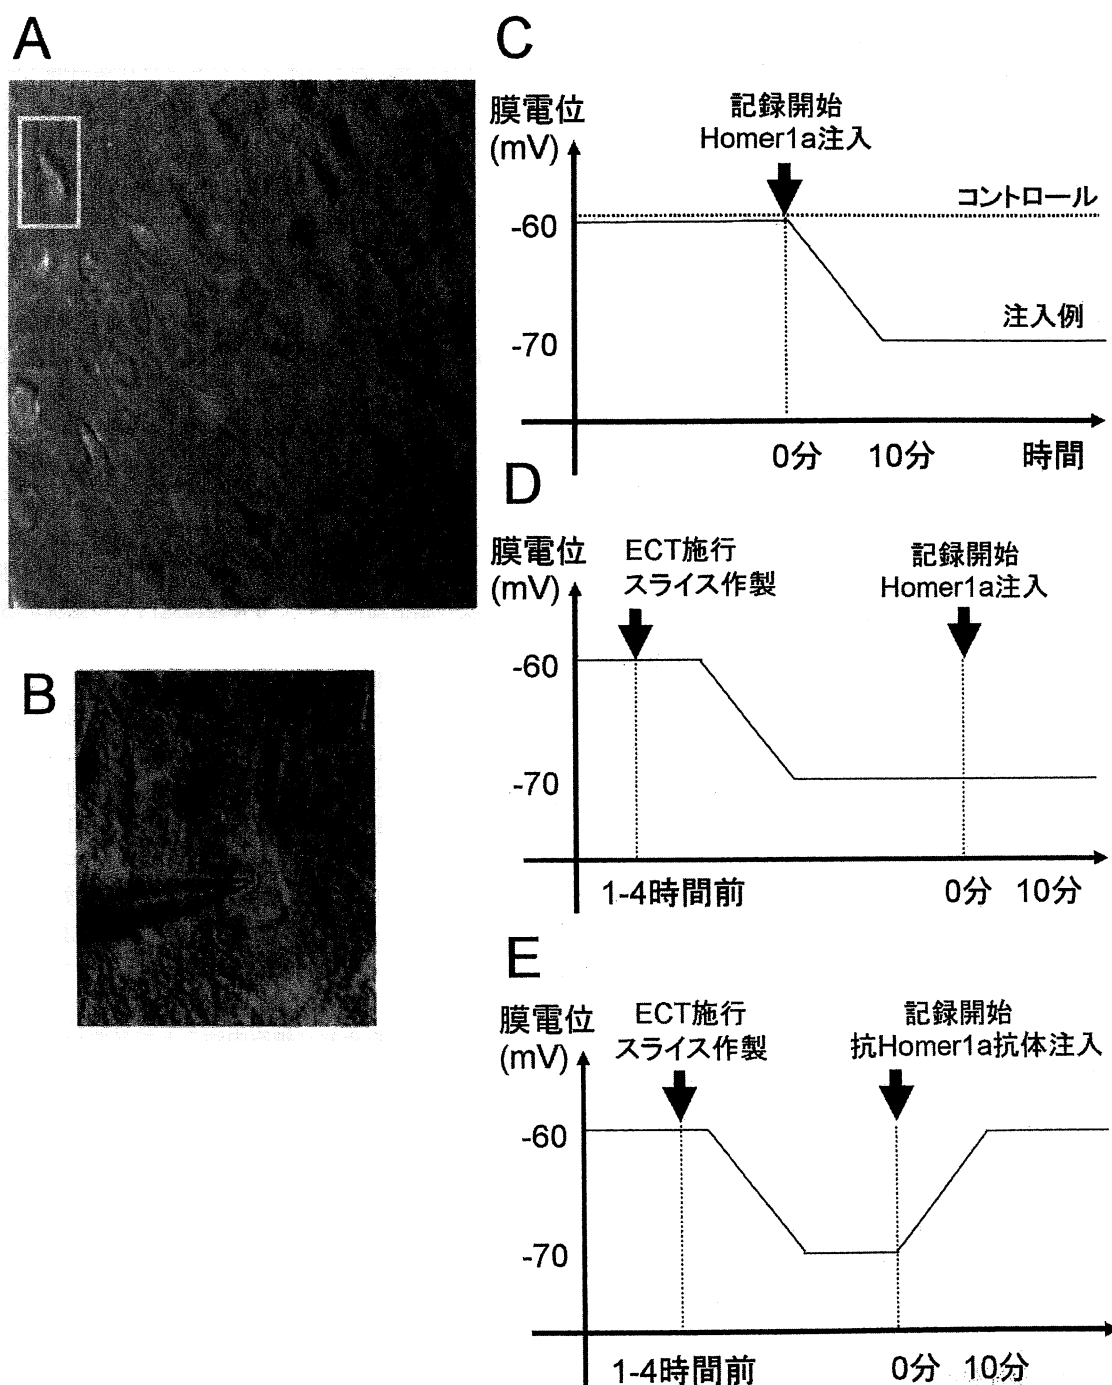 A
B
C
膜電位
(mV)
記録開始
Homer1a注入
コントロール
-60
注入例
-70
0分
10分
時間
D
膜電位
(mV)
ECT施行
スライス作製
記録開始
Homer1a注入
-60
-70
1-4時間前
0分
10分
E
膜電位
(mV)
ECT施行
スライス作製
記録開始
抗Homer1a抗体注入
-60
-70
1-4時間前
0分
10分